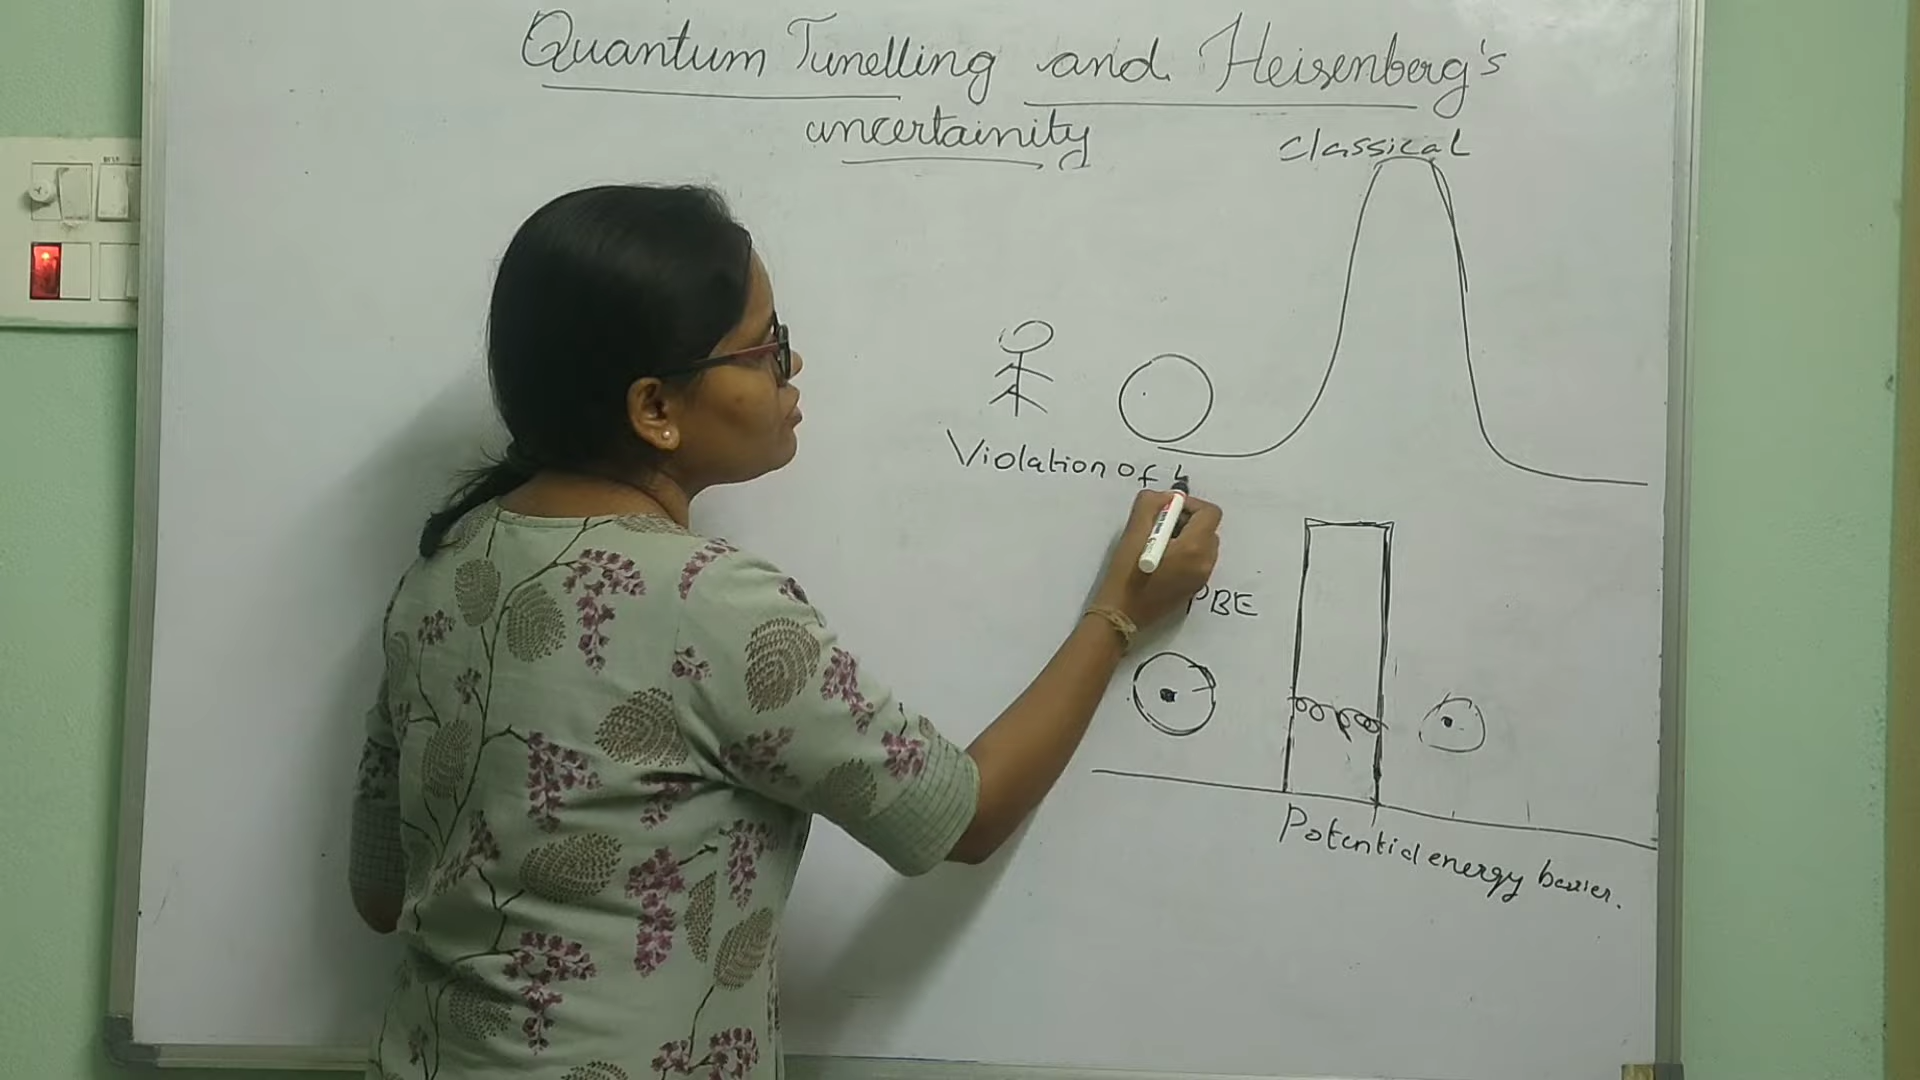 Quantum Tunelling and Heisenberg's
uncertainity
Classical
Violation of
PBE
Potential energy barrier.